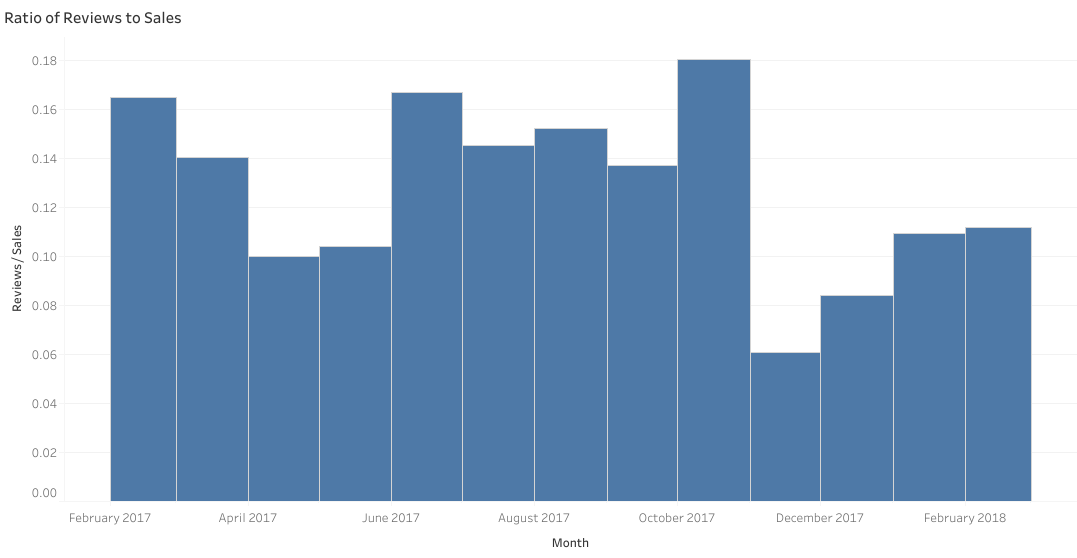 Ratio of Reviews to Sales
0.18
0.16
0.14
0.12
0.10
0.08
0.06
0.04
0.02
0.00
Reviews / Sales
February 2017 April 2017 June 2017 August 2017 October 2017 December 2017 February 2018
Month